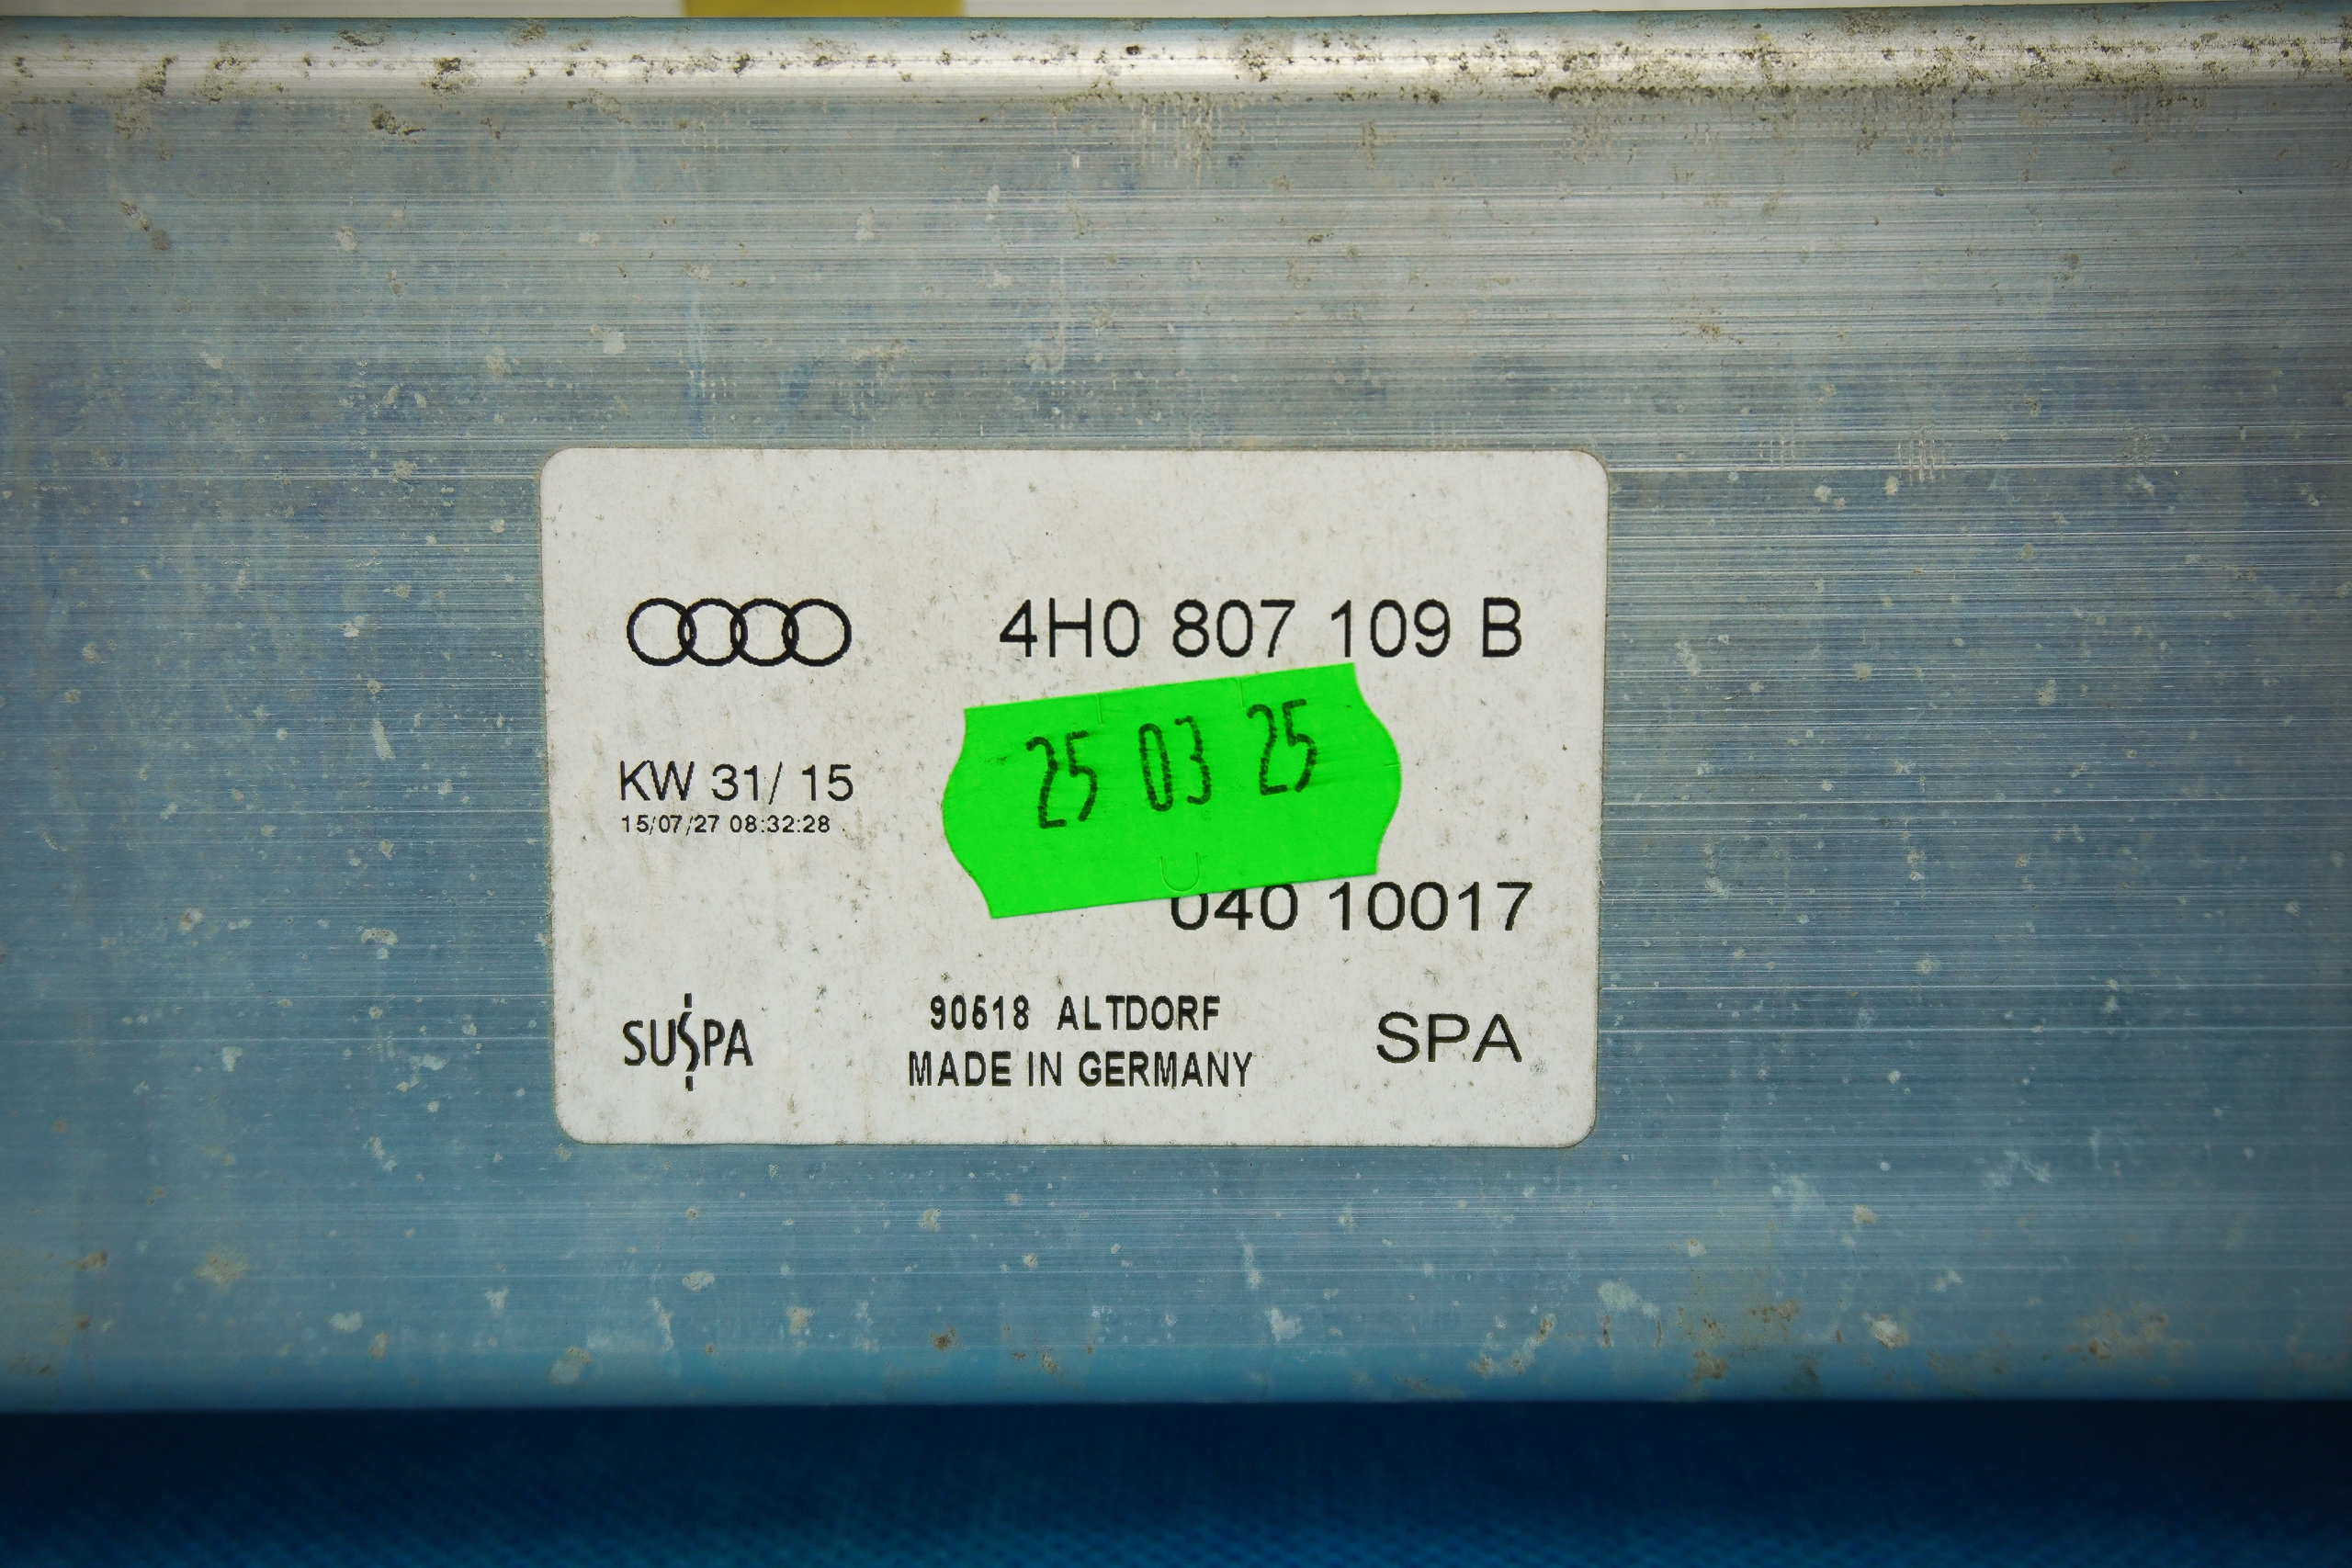 4H0 807 109 B
25 03 25
KW 31/ 15
15/07/27 08:32:28
040 10017
SUSPA
90518 ALTDORF
MADE IN GERMANY
SPA